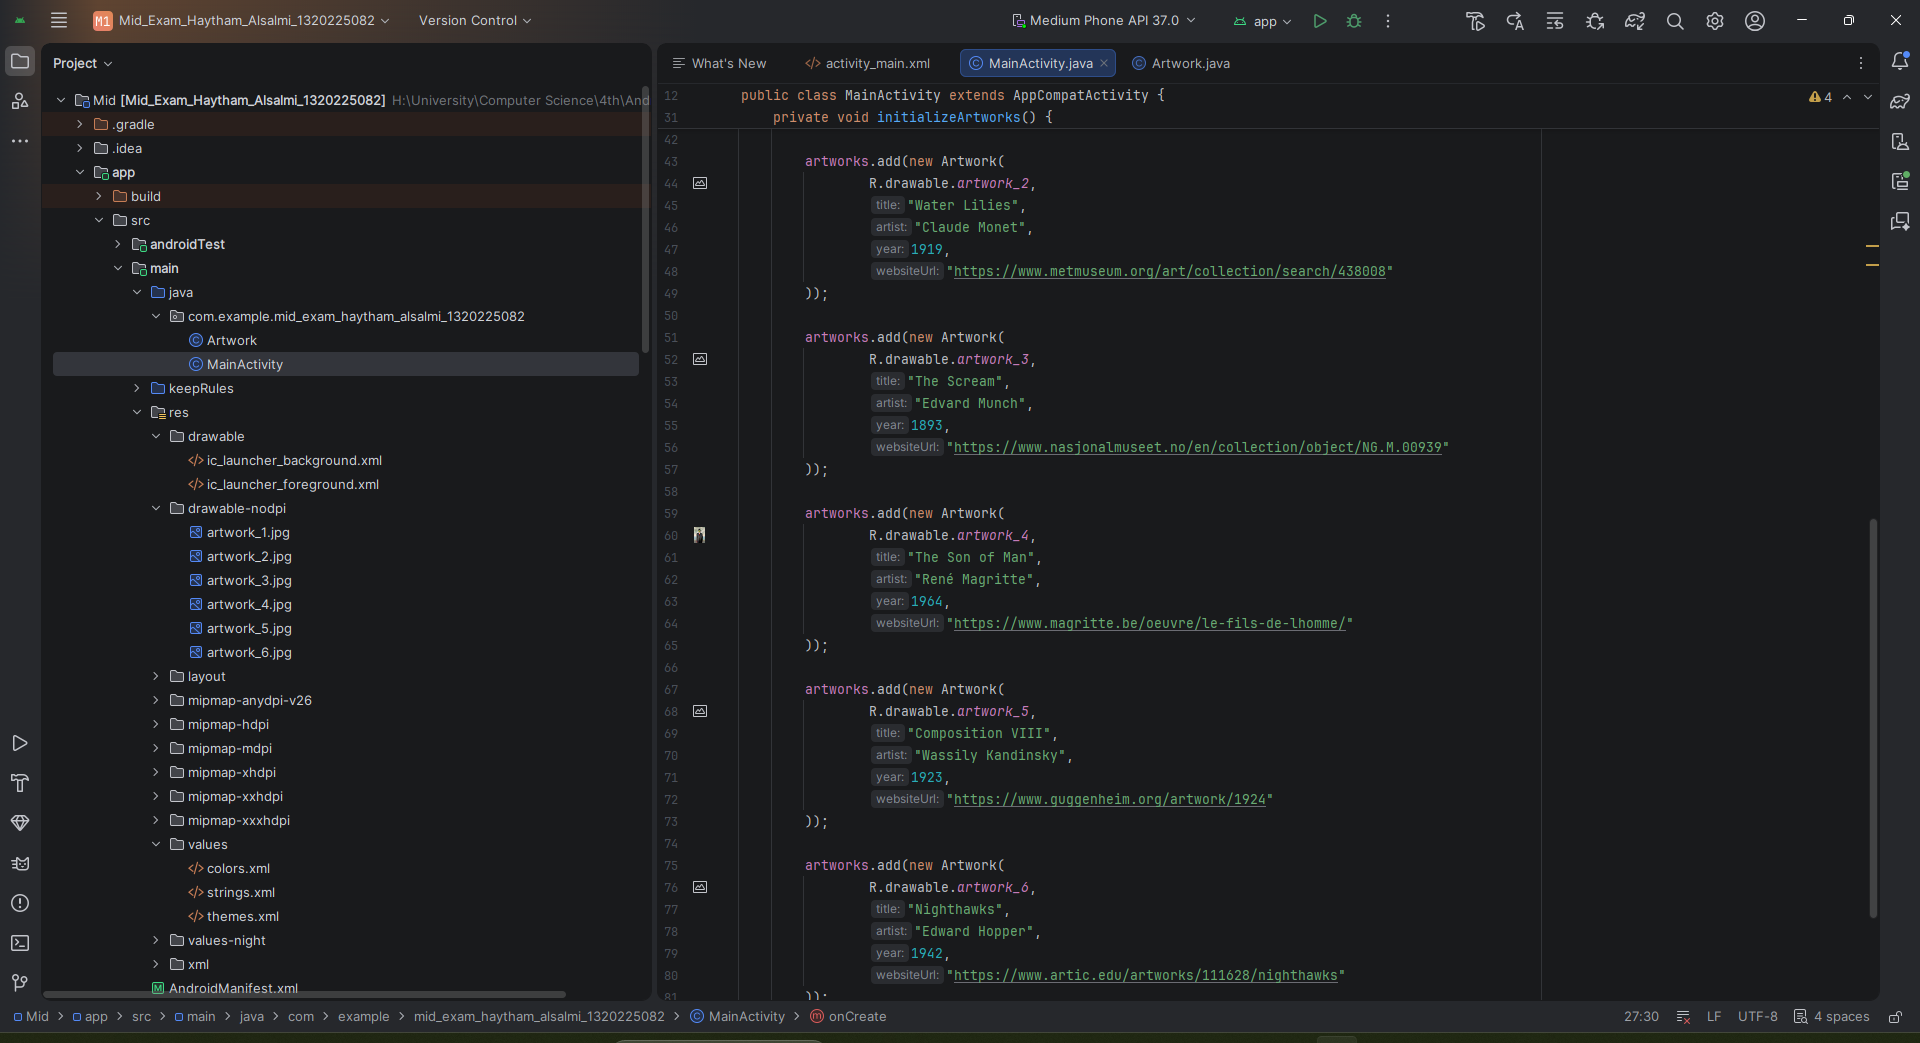 M1 Mid_Exam_Haytham_Alsalmi_1320225082 Version Control Medium Phone API 37.0 app
Project
Mid [Mid_Exam_Haytham_Alsalmi_1320225082] H:\University\Computer Science\4th\And
.gradle
.idea
app
build
src
androidTest
main
java
com.example.mid_exam_haytham_alsalmi_1320225082
Artwork
MainActivity
keepRules
res
drawable
ic_launcher_background.xml
ic_launcher_foreground.xml
drawable-nodpi
artwork_1.jpg
artwork_2.jpg
artwork_3.jpg
artwork_4.jpg
artwork_5.jpg
artwork_6.jpg
layout
mipmap-anydpi-v26
mipmap-hdpi
mipmap-mdpi
mipmap-xhdpi
mipmap-xxhdpi
mipmap-xxxhdpi
values
colors.xml
strings.xml
themes.xml
values-night
xml
AndroidManifest.xml
What's New activity_main.xml MainActivity.java Artwork.java
12 public class MainActivity extends AppCompatActivity { 4
31 private void initializeArtworks() {
42
43 artworks.add(new Artwork(
44 R.drawable.artwork_2,
45 title: "Water Lilies",
46 artist: "Claude Monet",
47 year: 1919,
48 websiteUrl: "https://www.metmuseum.org/art/collection/search/438008"
49 ));
50
51 artworks.add(new Artwork(
52 R.drawable.artwork_3,
53 title: "The Scream",
54 artist: "Edvard Munch",
55 year: 1893,
56 websiteUrl: "https://www.nasjonalmuseet.no/en/collection/object/NG.M.00939"
57 ));
58
59 artworks.add(new Artwork(
60 R.drawable.artwork_4,
61 title: "The Son of Man",
62 artist: "René Magritte",
63 year: 1964,
64 websiteUrl: "https://www.magritte.be/oeuvre/le-fils-de-lhomme/"
65 ));
66
67 artworks.add(new Artwork(
68 R.drawable.artwork_5,
69 title: "Composition VIII",
70 artist: "Wassily Kandinsky",
71 year: 1923,
72 websiteUrl: "https://www.guggenheim.org/artwork/1924"
73 ));
74
75 artworks.add(new Artwork(
76 R.drawable.artwork_6,
77 title: "Nighthawks",
78 artist: "Edward Hopper",
79 year: 1942,
80 websiteUrl: "https://www.artic.edu/artworks/111628/nighthawks"
81 ));
Mid > app > src > main > java > com > example > mid_exam_haytham_alsalmi_1320225082 > MainActivity > onCreate 27:30 LF UTF-8 4 spaces